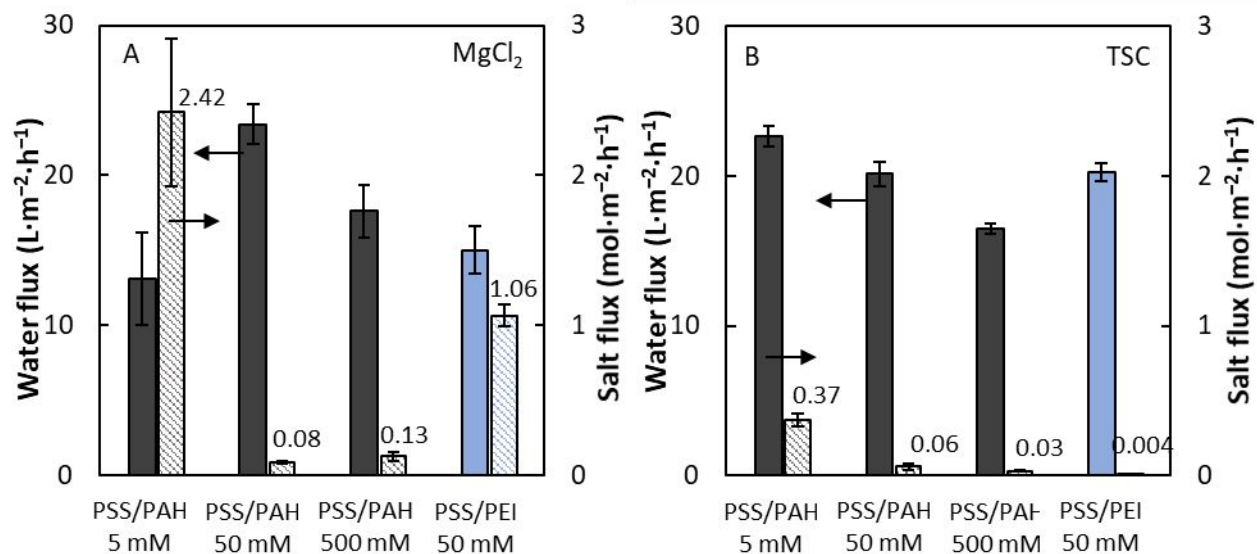 A
MgCl₂
Water flux (L·m⁻²·h⁻¹)
30
20
10
0
2.42
0.08
0.13
1.06
3
2
1
0
Salt flux (mol·m⁻²·h⁻¹)
PSS/PAH PSS/PAH PSS/PAH PSS/PEI
5 mM 50 mM 500 mM 50 mM
B
TSC
Water flux (L·m⁻²·h⁻¹)
30
20
10
0
0.37
0.06
0.03
0.004
3
2
1
0
Salt flux (mol·m⁻²·h⁻¹)
PSS/PAH PSS/PAH PSS/PAH PSS/PEI
5 mM 50 mM 500 mM 50 mM